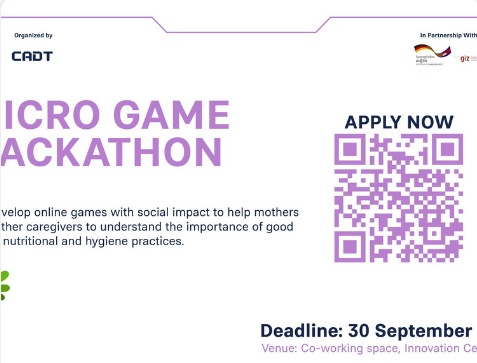 Organized by
CADT
In Partnership With
giz
ICRO GAME
ACKATHON
APPLY NOW
velop online games with social impact to help mothers
ther caregivers to understand the importance of good
nutritional and hygiene practices.
Deadline: 30 September
Venue: Co-working space, Innovation Ce